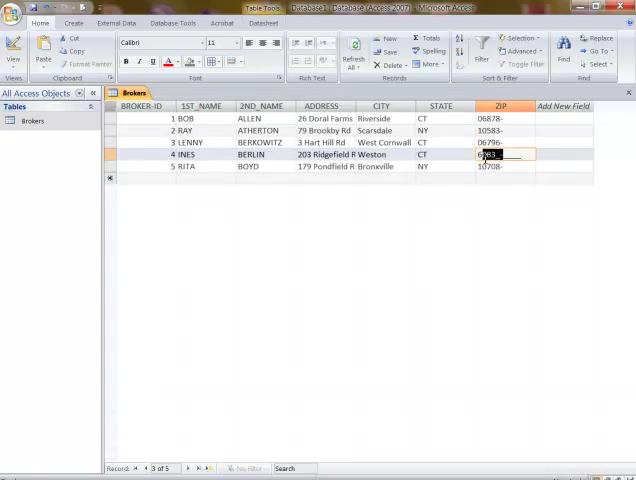 Table Tools Database1 : Database (Access 2007) - Microsoft Access
Home Create External Data Database Tools Acrobat Datasheet
View
Views
Paste
Cut
Copy
Format Painter
Clipboard
Calibri 11
B I U A
Font
Rich Text
Refresh All
New
Save
Delete
Totals
Spelling
More
Records
Filter
Selection
Advanced
Toggle Filter
Sort & Filter
Find
Replace
Go To
Select
Find
All Access Objects
Tables
Brokers
Brokers
BROKER-ID 1ST_NAME 2ND_NAME ADDRESS CITY STATE ZIP Add New Field
1 BOB ALLEN 26 Doral Farms Riverside CT 06878-
2 RAY ATHERTON 79 Brookby Rd Scarsdale NY 10583-
3 LENNY BERKOWITZ 3 Hart Hill Rd West Cornwall CT 06796-
4 INES BERLIN 203 Ridgefield R Weston CT
5 RITA BOYD 179 Pondfield R Bronxville NY 10708-
Record: 3 of 5 No Filter Search